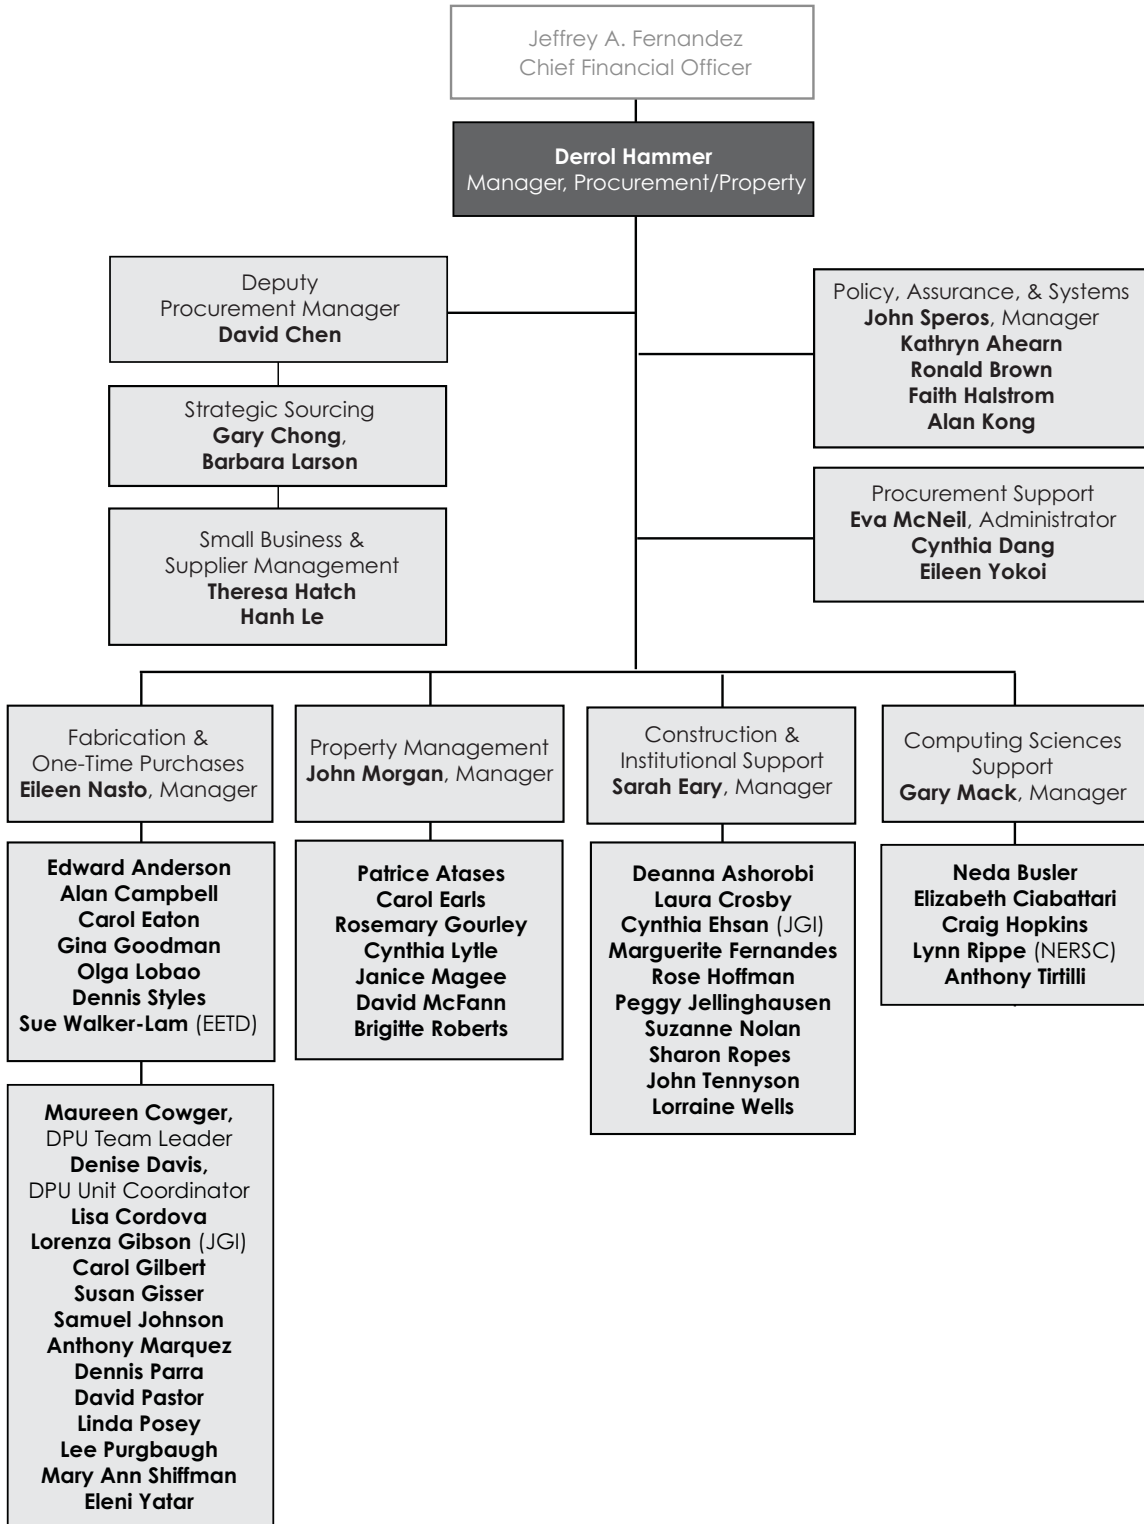 Jeffrey A. Fernandez
Chief Financial Officer
Derrol Hammer
Manager, Procurement/Property
Deputy
Procurement Manager
David Chen
Strategic Sourcing
Gary Chong,
Barbara Larson
Small Business &
Supplier Management
Theresa Hatch
Hanh Le
Policy, Assurance, & Systems
John Speros, Manager
Kathryn Ahearn
Ronald Brown
Faith Halstrom
Alan Kong
Procurement Support
Eva McNeil, Administrator
Cynthia Dang
Eileen Yokoi
Fabrication &
One-Time Purchases
Eileen Nasto, Manager
Edward Anderson
Alan Campbell
Carol Eaton
Gina Goodman
Olga Lobao
Dennis Styles
Sue Walker-Lam (EETD)
Maureen Cowger,
DPU Team Leader
Denise Davis,
DPU Unit Coordinator
Lisa Cordova
Lorenza Gibson (JGI)
Carol Gilbert
Susan Gisser
Samuel Johnson
Anthony Marquez
Dennis Parra
David Pastor
Linda Posey
Lee Purgbaugh
Mary Ann Shiffman
Eleni Yatar
Property Management
John Morgan, Manager
Patrice Atases
Carol Earls
Rosemary Gourley
Cynthia Lytle
Janice Magee
David McFann
Brigitte Roberts
Construction &
Institutional Support
Sarah Eary, Manager
Deanna Ashorobi
Laura Crosby
Cynthia Ehsan (JGI)
Marguerite Fernandes
Rose Hoffman
Peggy Jellinghausen
Suzanne Nolan
Sharon Ropes
John Tennyson
Lorraine Wells
Computing Sciences
Support
Gary Mack, Manager
Neda Busler
Elizabeth Ciabattari
Craig Hopkins
Lynn Rippe (NERSC)
Anthony Tirtilli